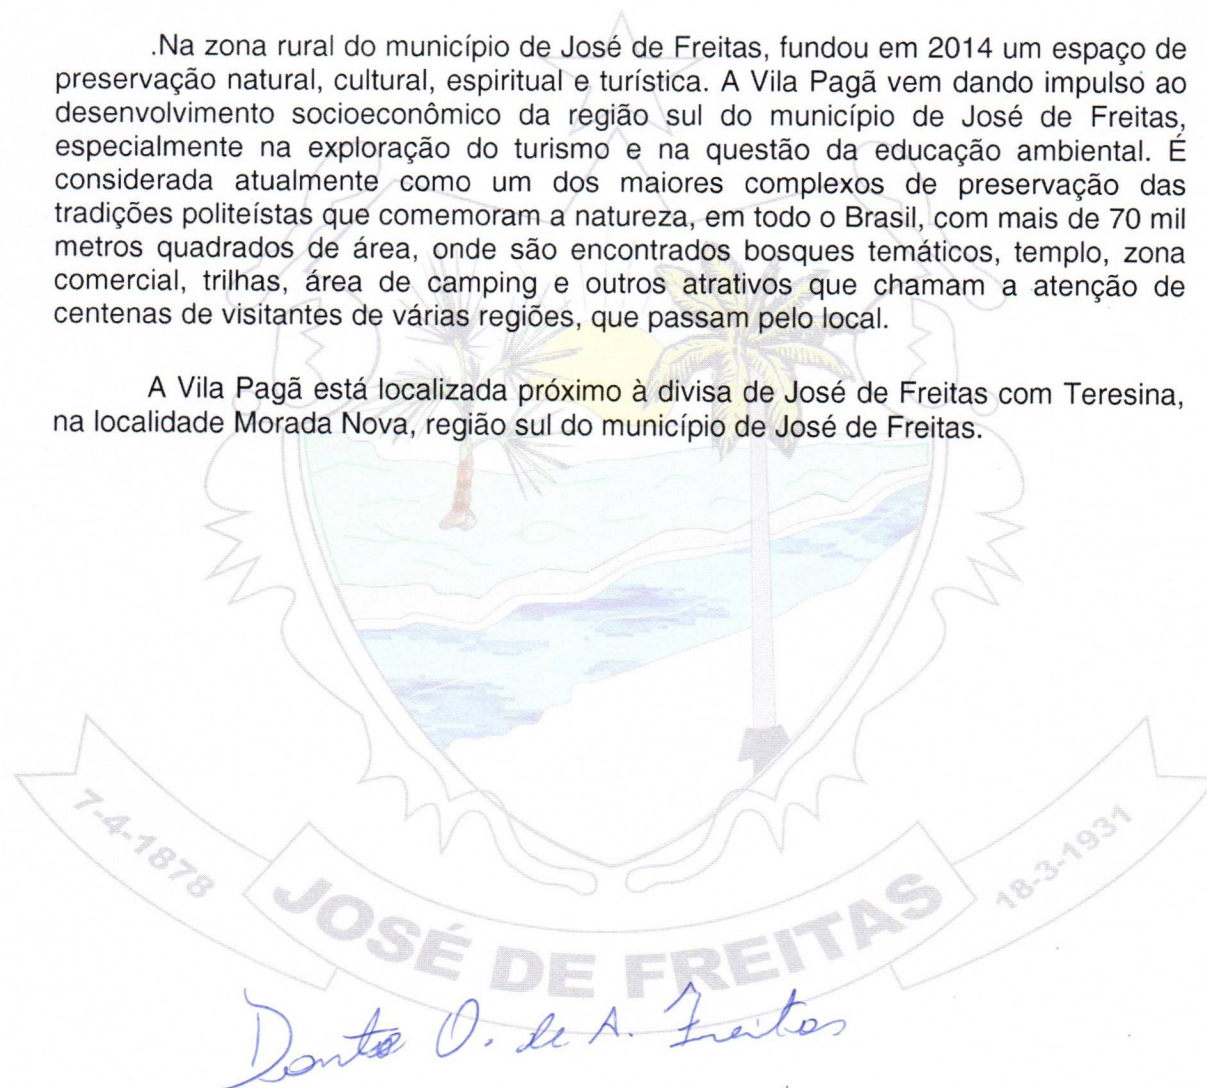 .Na zona rural do município de José de Freitas, fundou em 2014 um espaço de
preservação natural, cultural, espiritual e turística. A Vila Pagã vem dando impulso ao
desenvolvimento socioeconômico da região sul do município de José de Freitas,
especialmente na exploração do turismo e na questão da educação ambiental. É
considerada atualmente como um dos maiores complexos de preservação das
tradições politeístas que comemoram a natureza, em todo o Brasil, com mais de 70 mil
metros quadrados de área, onde são encontrados bosques temáticos, templo, zona
comercial, trilhas, área de camping e outros atrativos que chamam a atenção de
centenas de visitantes de várias regiões, que passam pelo local.
A Vila Pagã está localizada próximo à divisa de José de Freitas com Teresina,
na localidade Morada Nova, região sul do município de José de Freitas.
7-4-1878
JOSÉ DE FREITAS
18-3-1931
Dante O. de A. Freitas